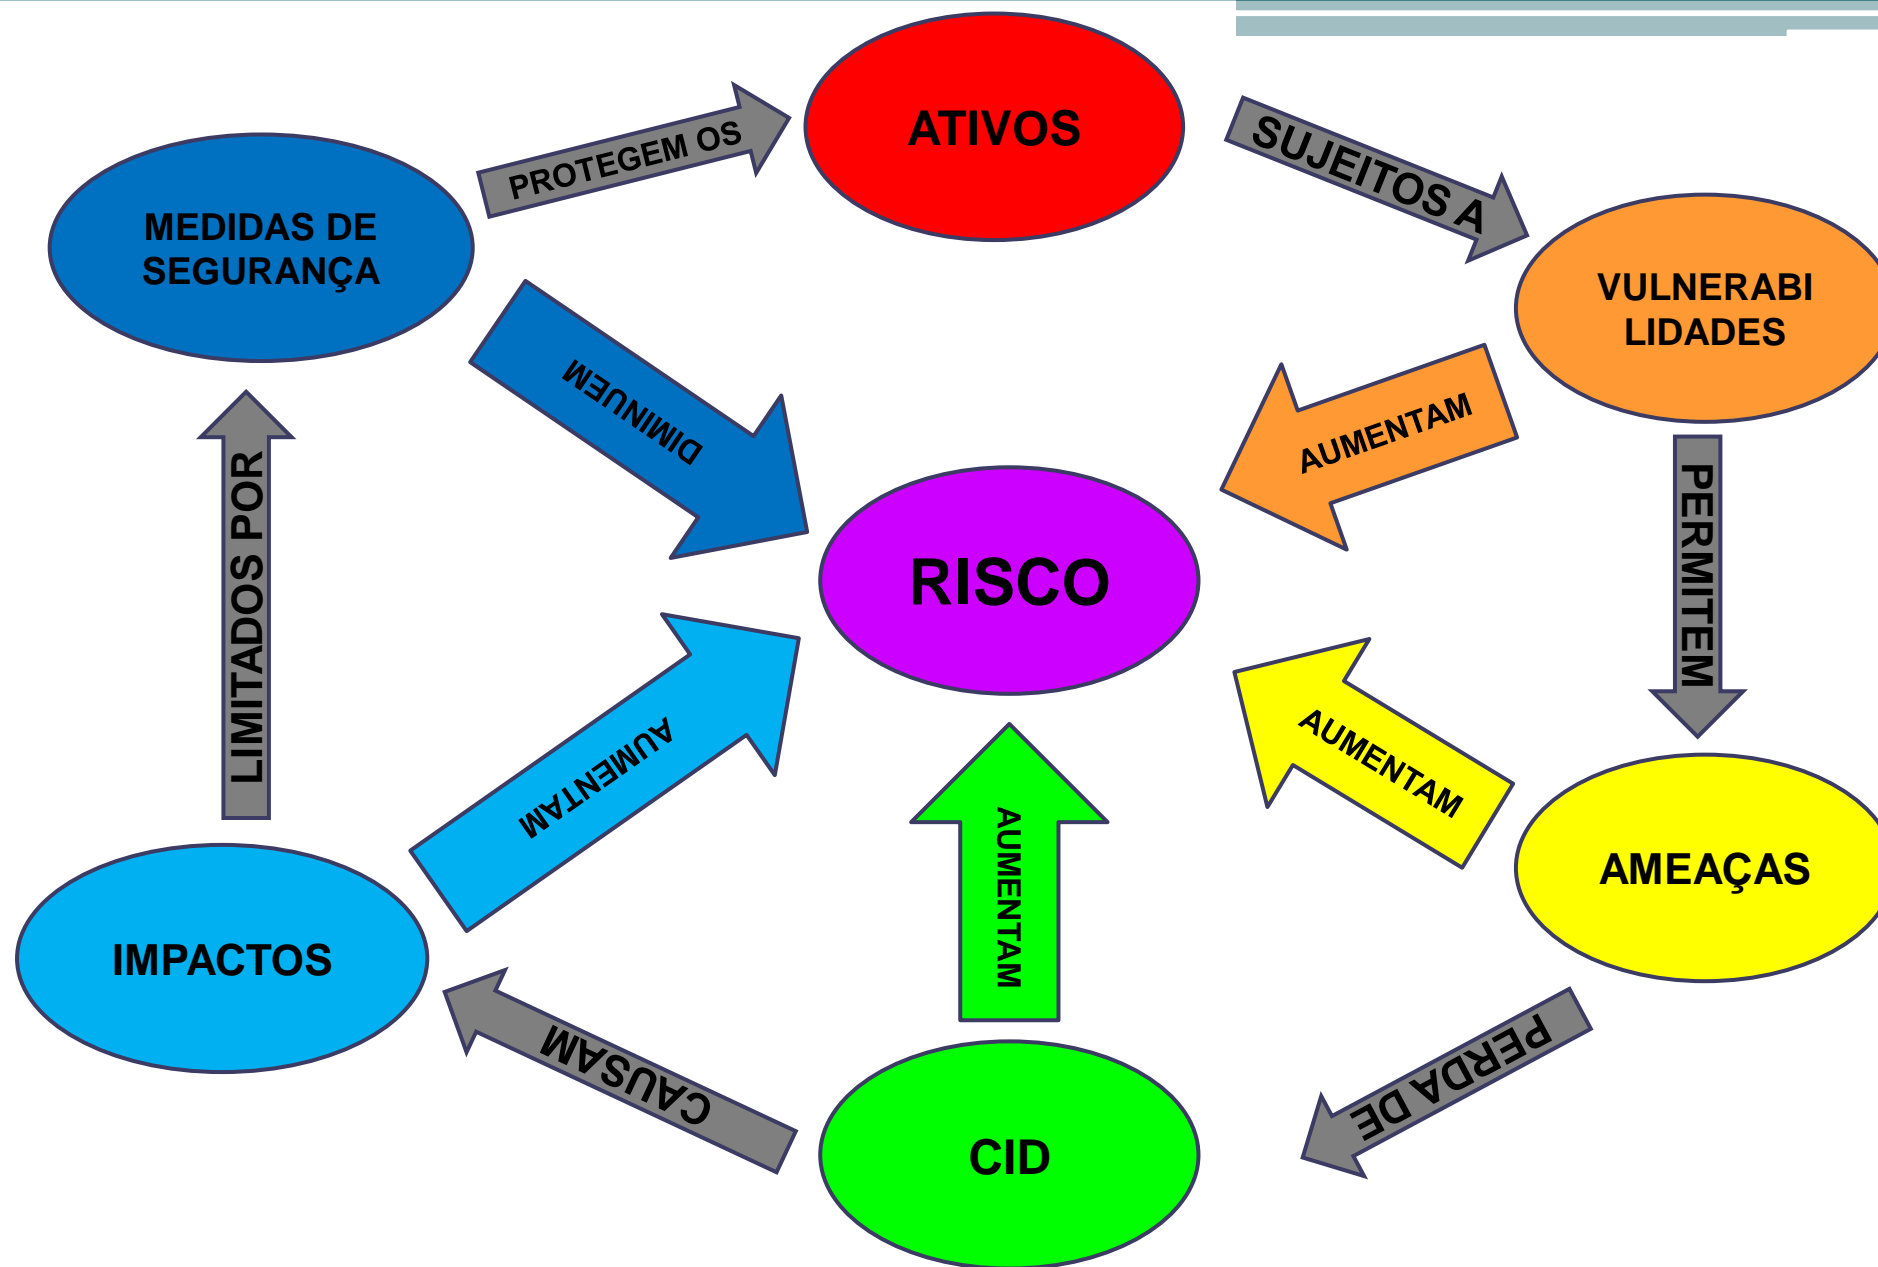 ATIVOS
PROTEGEM OS
SUJEITOS A
MEDIDAS DE
SEGURANÇA
VULNERABI
LIDADES
DIMINUEM
AUMENTAM
PERMITEM
LIMITADOS POR
RISCO
AUMENTAM
AUMENTAM
AUMENTAM
AMEAÇAS
IMPACTOS
CAUSAM
PERDA DE
CID